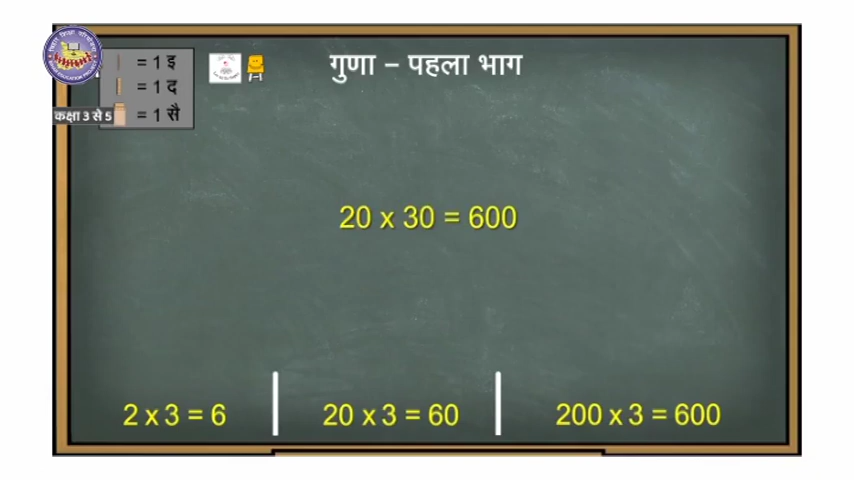 = 1 इ
= 1 द
= 1 सै
कक्षा 3 से 5
गुणा – पहला भाग
20 x 30 = 600
2 x 3 = 6
20 x 3 = 60
200 x 3 = 600